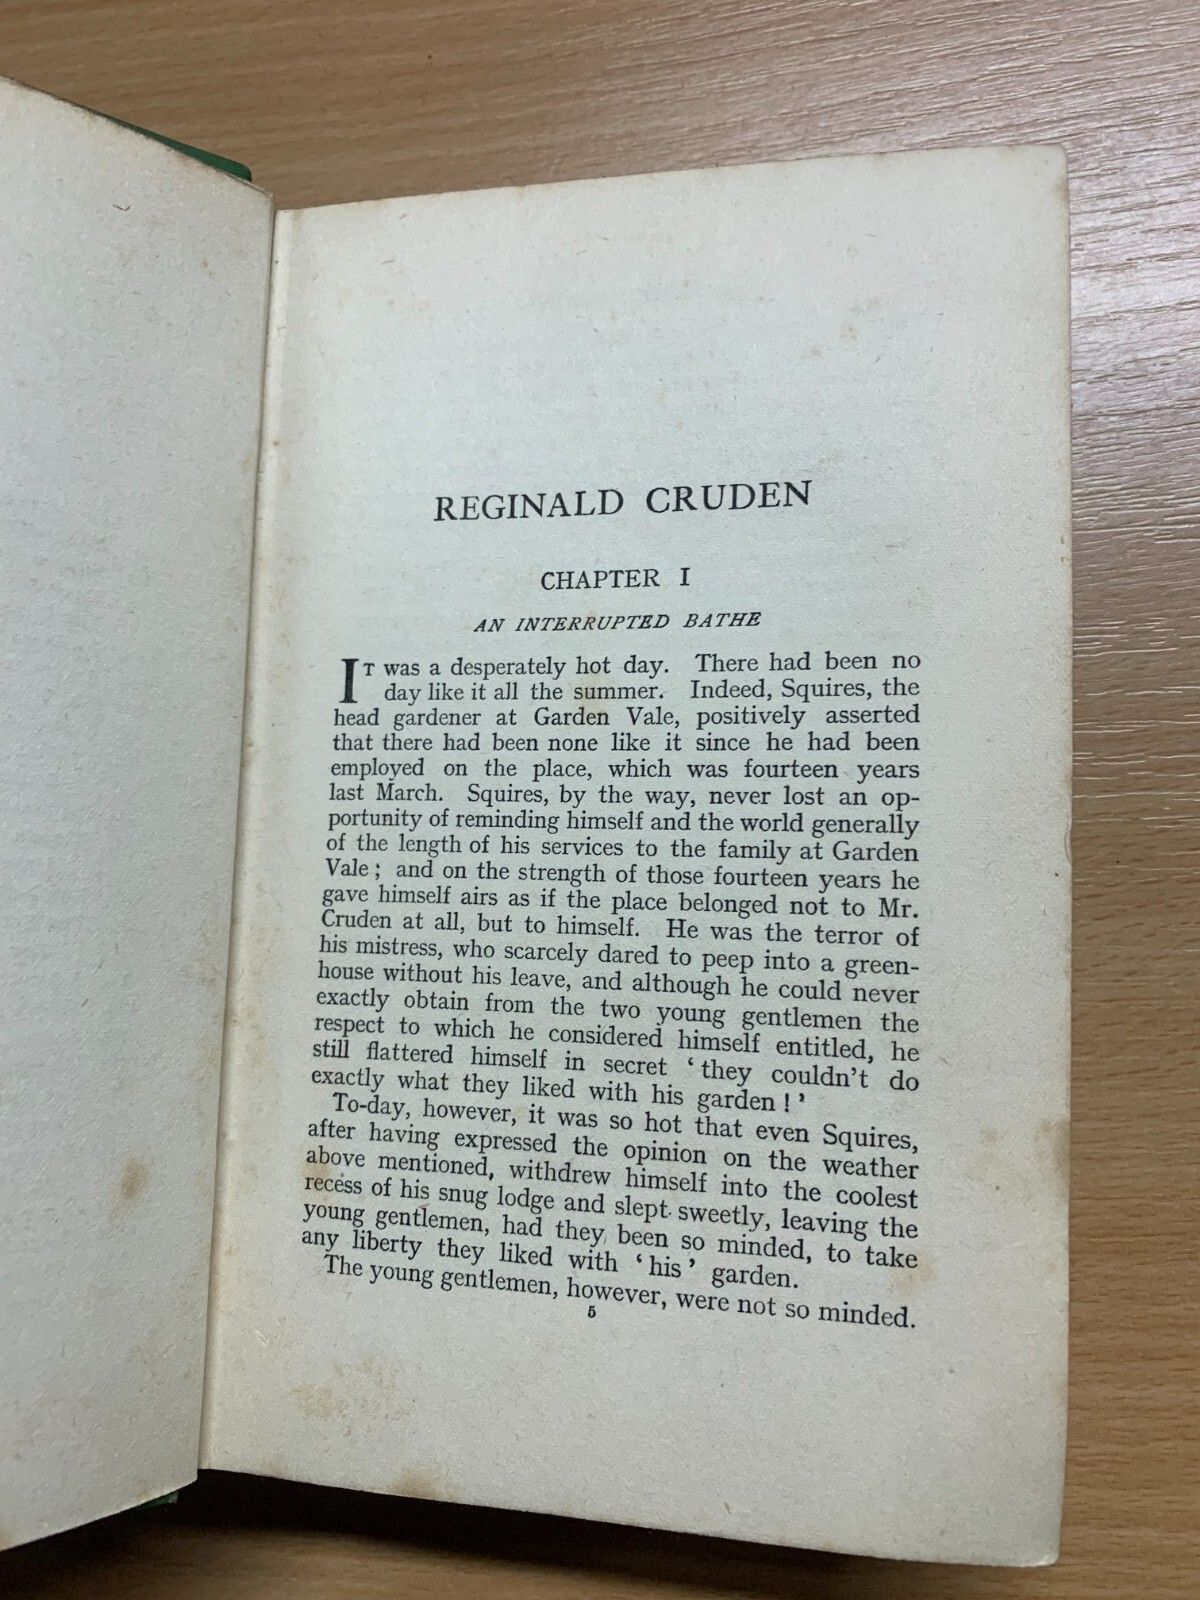 REGINALD CRUDEN
CHAPTER I
AN INTERRUPTED BATHE
IT was a desperately hot day. There had been no
day like it all the summer. Indeed, Squires, the
head gardener at Garden Vale, positively asserted
that there had been none like it since he had been
employed on the place, which was fourteen years
last March. Squires, by the way, never lost an op-
portunity of reminding himself and the world generally
of the length of his services to the family at Garden
Vale; and on the strength of those fourteen years he
gave himself airs as if the place belonged not to Mr.
Cruden at all, but to himself. He was the terror of
his mistress, who scarcely dared to peep into a green-
house without his leave, and although he could never
exactly obtain from the two young gentlemen the
respect to which he considered himself entitled, he
still flattered himself in secret ‘they couldn’t do
exactly what they liked with his garden!’
To-day, however, it was so hot that even Squires,
after having expressed the opinion on the weather
above mentioned, withdrew himself into the coolest
recess of his snug lodge and slept sweetly, leaving the
young gentlemen, had they been so minded, to take
any liberty they liked with ‘his’ garden.
The young gentlemen, however, were not so minded.
5